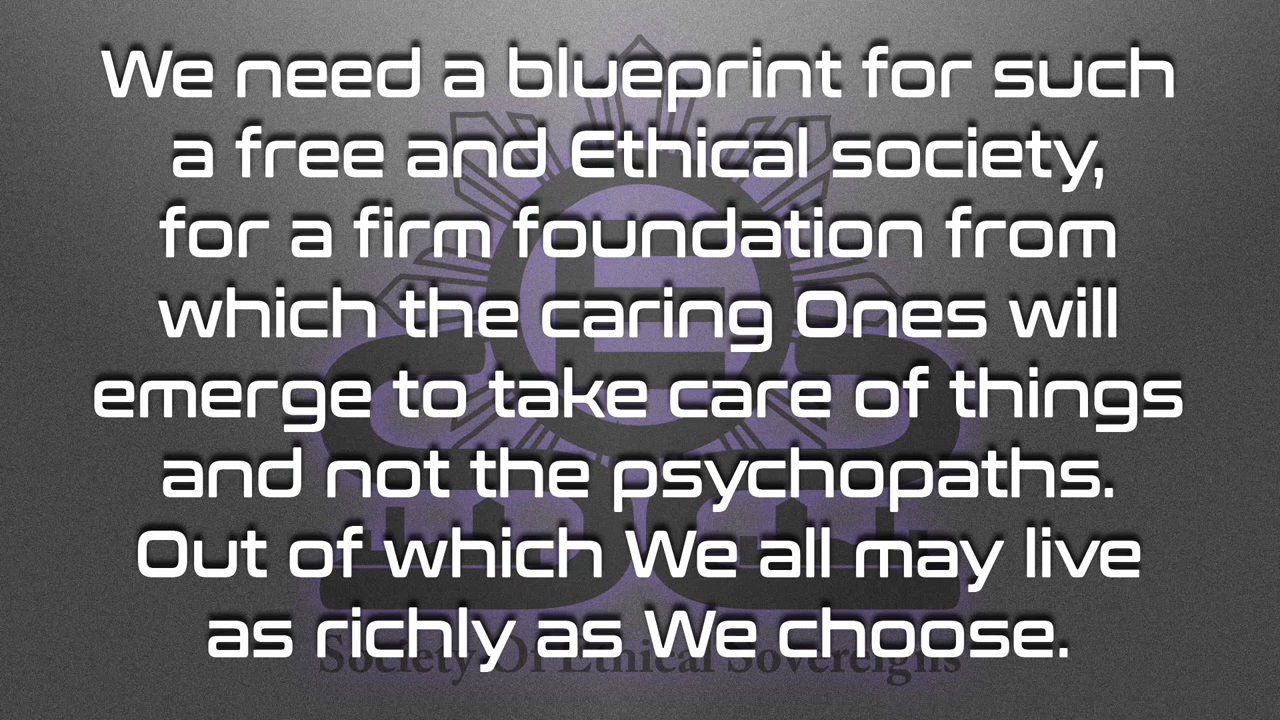 We need a blueprint for such
a free and Ethical society,
for a firm foundation from
which the caring Ones will
emerge to take care of things
and not the psychopaths.
Out of which We all may live
as richly as We choose.
Society Of Ethical Sovereigns